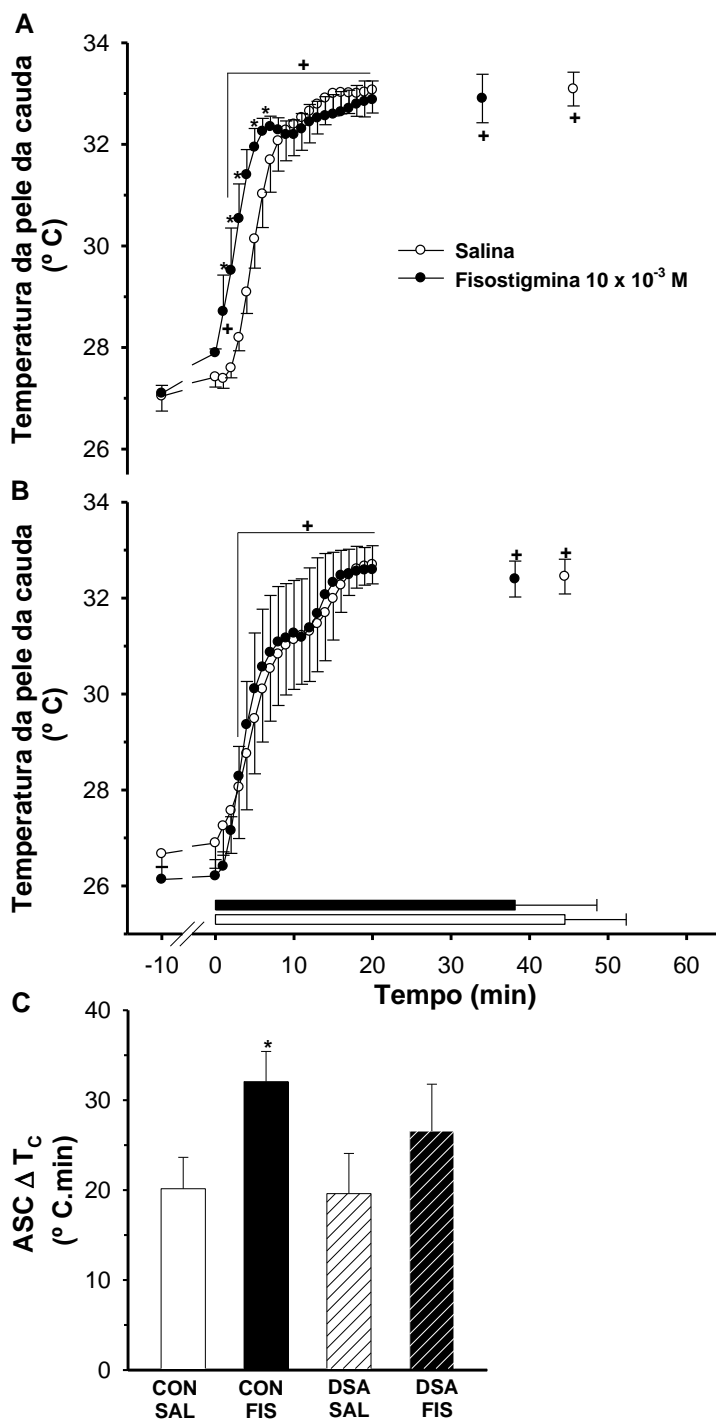 A
Temperatura da pele da cauda
(º C)
34
32
30
28
26
+
* * * * * *
+
+
+
Salina
Fisostigmina 10 x 10⁻³ M
B
Temperatura da pele da cauda
(º C)
34
32
30
28
26
+
+
+
-10 0 10 20 30 40 50 60
Tempo (min)
C
ASC Δ T_C
(º C.min)
40
30
20
10
0
*
CON SAL
CON FIS
DSA SAL
DSA FIS